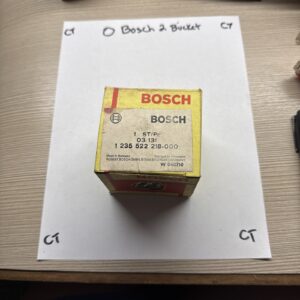 CT
O Bosch 2 Bucket
CT
BOSCH
BOSCH
1 ST/Pc
03 131
1 235 522 218-000
CT
CT